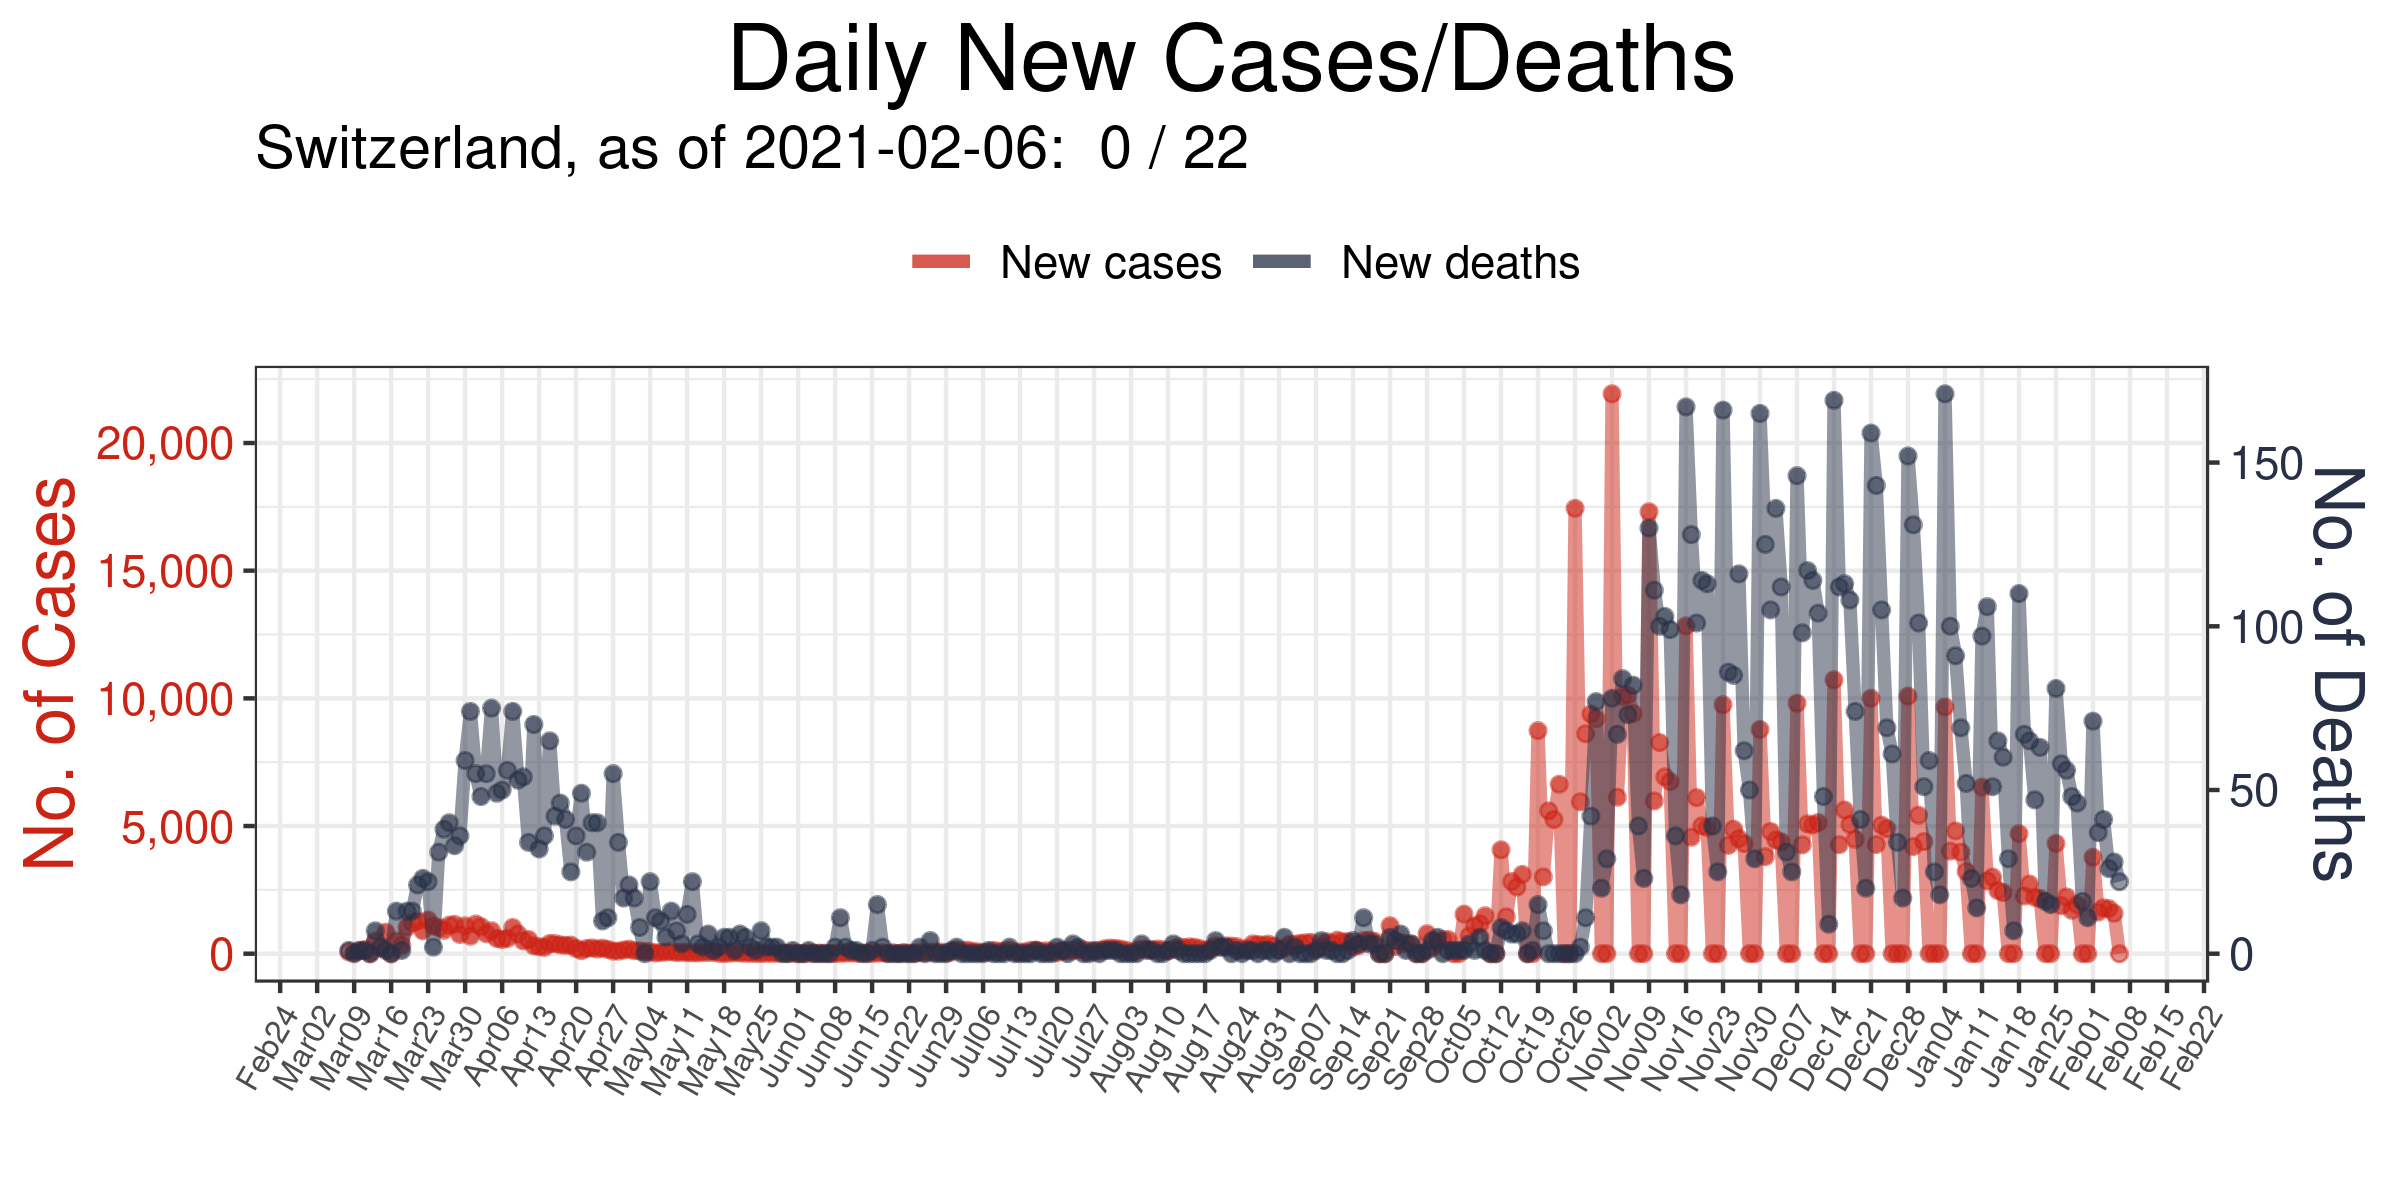 Daily New Cases/Deaths
Switzerland, as of 2021-02-06: 0 / 22
New cases
New deaths
No. of Cases
20,000
15,000
10,000
5,000
0
150
100
50
0
No. of Deaths
Feb24
Mar02
Mar09
Mar16
Mar23
Mar30
Apr06
Apr13
Apr20
Apr27
May04
May11
May18
May25
Jun01
Jun08
Jun15
Jun22
Jun29
Jul06
Jul13
Jul20
Jul27
Aug03
Aug10
Aug17
Aug24
Aug31
Sep07
Sep14
Sep21
Sep28
Oct05
Oct12
Oct19
Oct26
Nov02
Nov09
Nov16
Nov23
Nov30
Dec07
Dec14
Dec21
Dec28
Jan04
Jan11
Jan18
Jan25
Feb01
Feb08
Feb15
Feb22